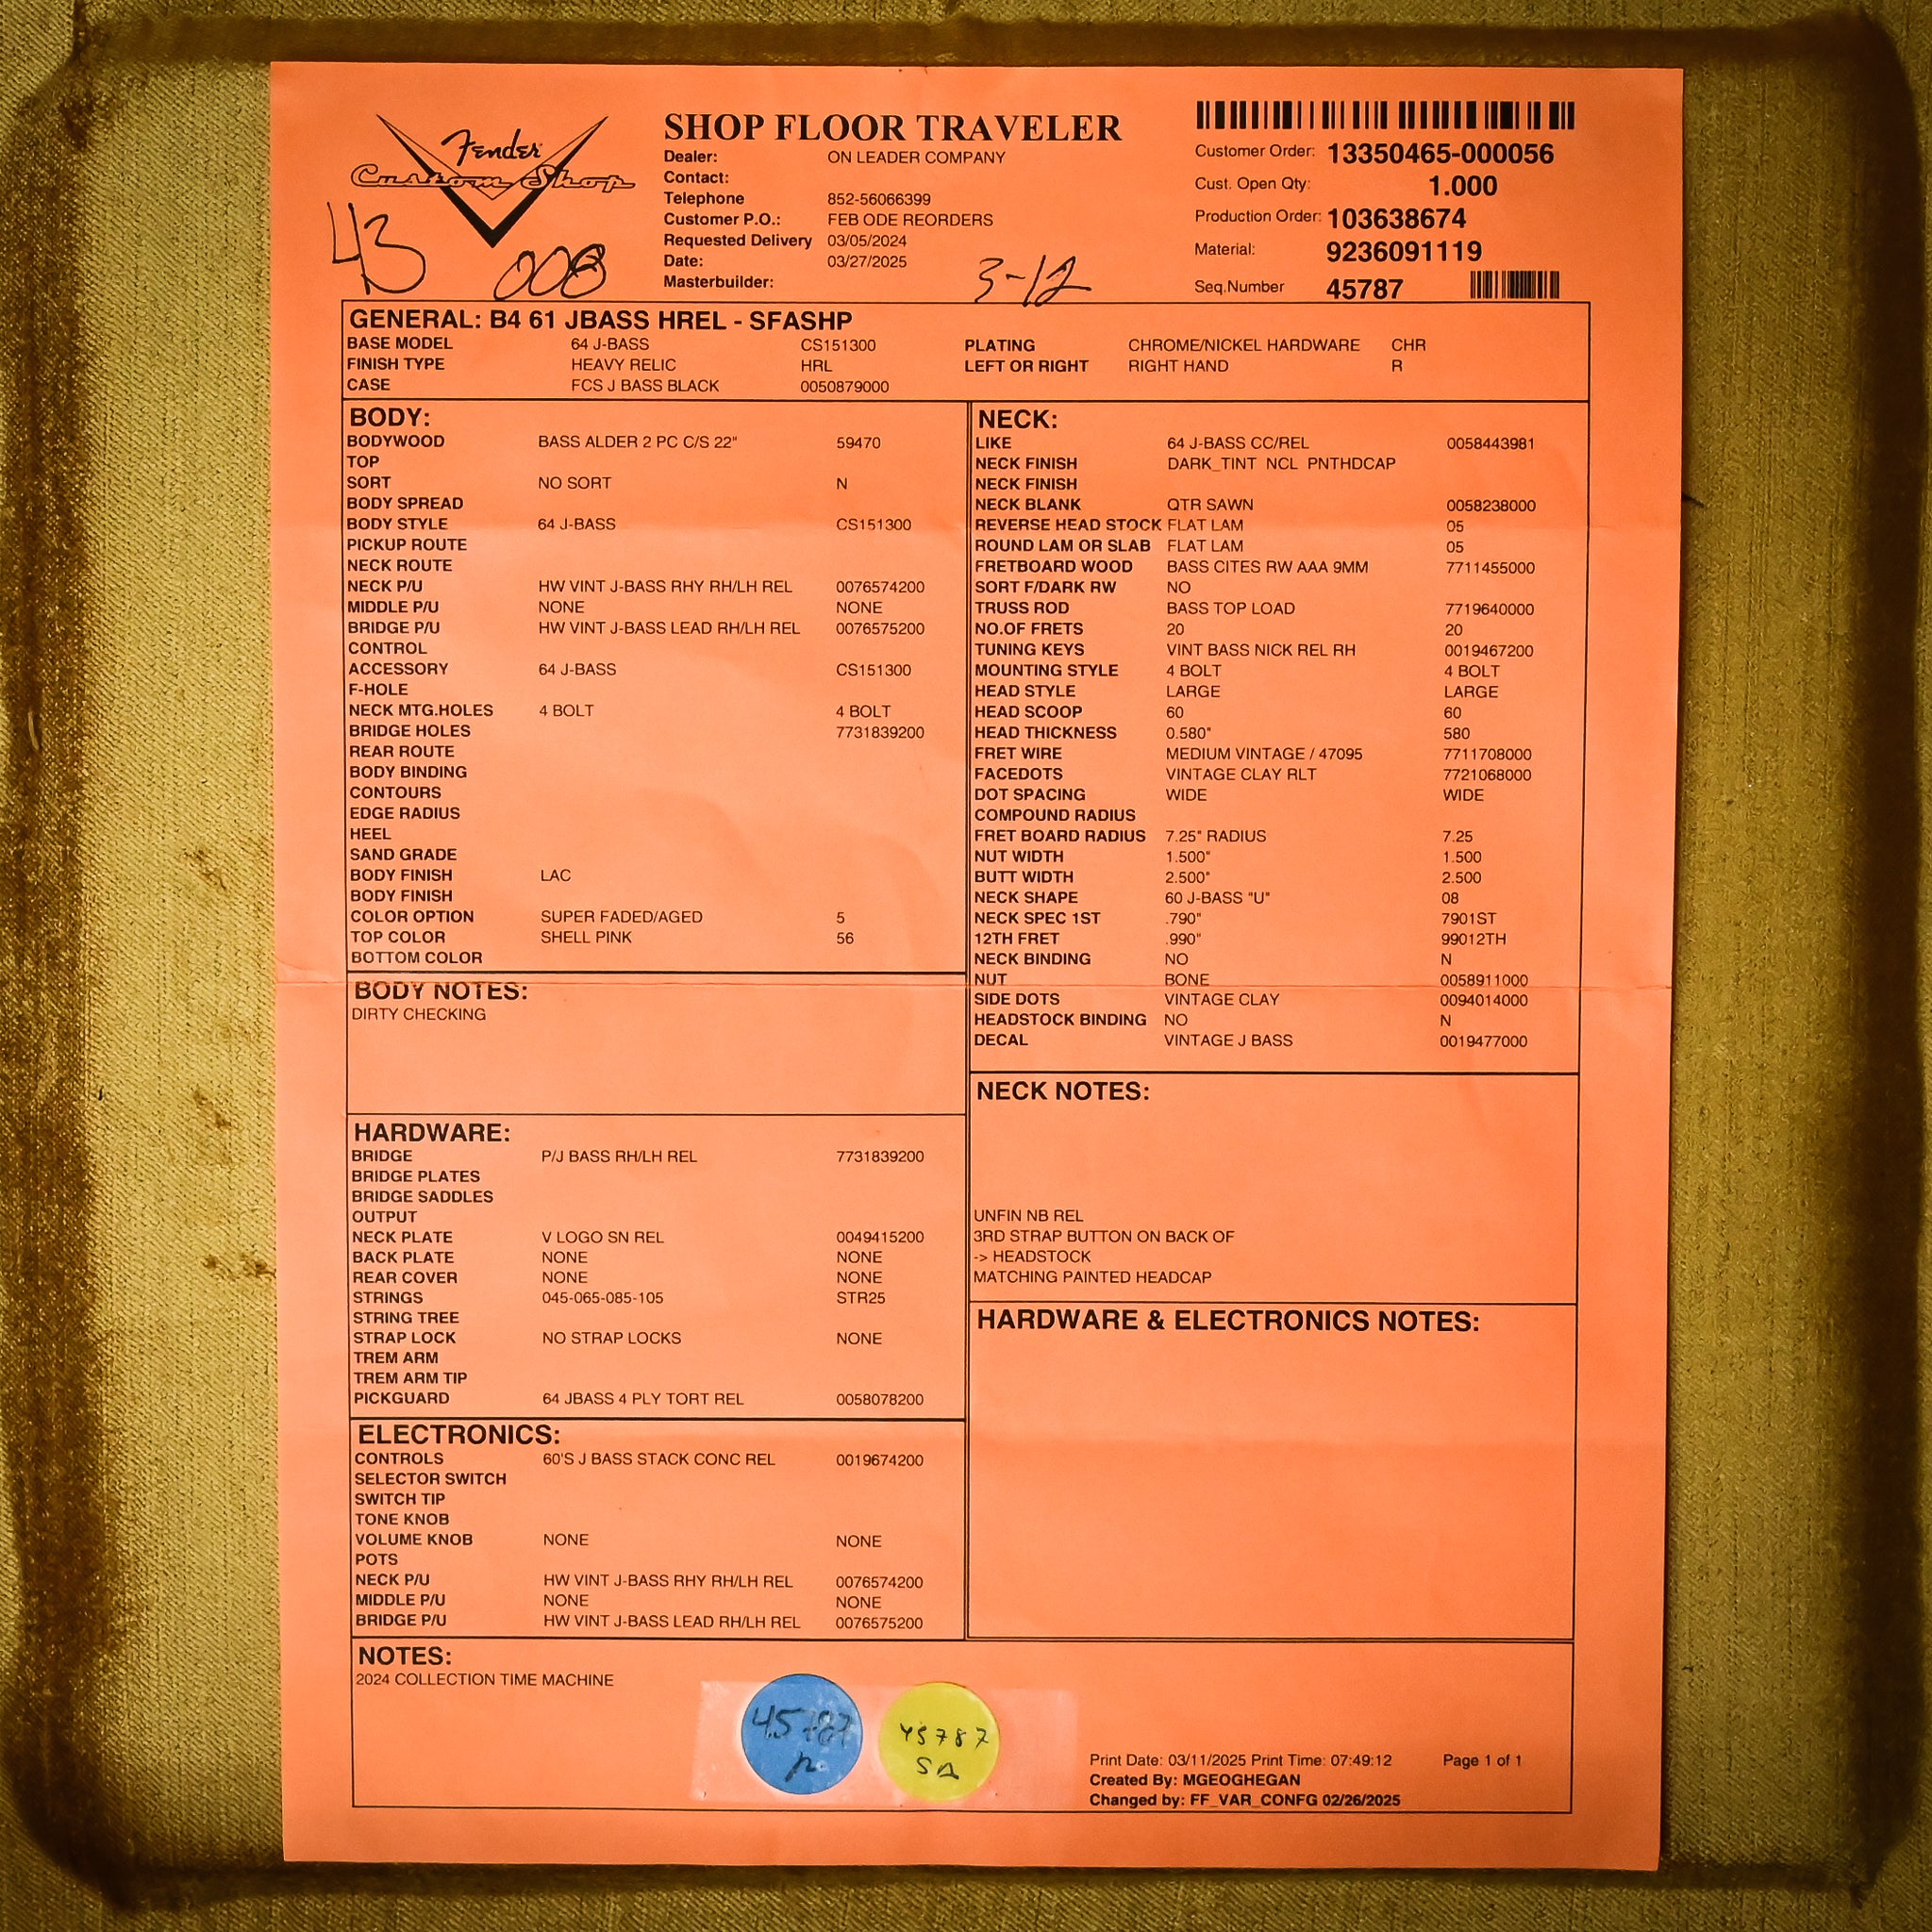 Fender
Custom Shop
43
008
SHOP FLOOR TRAVELER
Dealer: ON LEADER COMPANY
Contact:
Telephone 852-56066399
Customer P.O.: FEB ODE REORDERS
Requested Delivery 03/05/2024
Date: 03/27/2025
Masterbuilder:
3-12
Customer Order: 13350465-000056
Cust. Open Qty: 1.000
Production Order: 103638674
Material: 9236091119
Seq.Number 45787
GENERAL: B4 61 JBASS HREL - SFASHP
BASE MODEL 64 J-BASS CS151300 PLATING CHROME/NICKEL HARDWARE CHR
FINISH TYPE HEAVY RELIC HRL LEFT OR RIGHT RIGHT HAND R
CASE FCS J BASS BLACK 0050879000
BODY:
BODYWOOD BASS ALDER 2 PC C/S 22" 59470
TOP
SORT NO SORT N
BODY SPREAD
BODY STYLE 64 J-BASS CS151300
PICKUP ROUTE
NECK ROUTE
NECK P/U HW VINT J-BASS RHY RH/LH REL 0076574200
MIDDLE P/U NONE NONE
BRIDGE P/U HW VINT J-BASS LEAD RH/LH REL 0076575200
CONTROL
ACCESSORY 64 J-BASS CS151300
F-HOLE
NECK MTG.HOLES 4 BOLT 4 BOLT
BRIDGE HOLES 7731839200
REAR ROUTE
BODY BINDING
CONTOURS
EDGE RADIUS
HEEL
SAND GRADE
BODY FINISH LAC
BODY FINISH
COLOR OPTION SUPER FADED/AGED 5
TOP COLOR SHELL PINK 56
BOTTOM COLOR
BODY NOTES:
DIRTY CHECKING
HARDWARE:
BRIDGE P/J BASS RH/LH REL 7731839200
BRIDGE PLATES
BRIDGE SADDLES
OUTPUT
NECK PLATE V LOGO SN REL 0049415200
BACK PLATE NONE NONE
REAR COVER NONE NONE
STRINGS 045-065-085-105 STR25
STRING TREE
STRAP LOCK NO STRAP LOCKS NONE
TREM ARM
TREM ARM TIP
PICKGUARD 64 JBASS 4 PLY TORT REL 0058078200
ELECTRONICS:
CONTROLS 60'S J BASS STACK CONC REL 0019674200
SELECTOR SWITCH
SWITCH TIP
TONE KNOB
VOLUME KNOB NONE NONE
POTS
NECK P/U HW VINT J-BASS RHY RH/LH REL 0076574200
MIDDLE P/U NONE NONE
BRIDGE P/U HW VINT J-BASS LEAD RH/LH REL 0076575200
NECK:
LIKE 64 J-BASS CC/REL 0058443981
NECK FINISH DARK_TINT NCL PNTHDCAP
NECK FINISH
NECK BLANK QTR SAWN 0058238000
REVERSE HEAD STOCK FLAT LAM 05
ROUND LAM OR SLAB FLAT LAM 05
FRETBOARD WOOD BASS CITES RW AAA 9MM 7711455000
SORT F/DARK RW NO
TRUSS ROD BASS TOP LOAD 7719640000
NO.OF FRETS 20 20
TUNING KEYS VINT BASS NICK REL RH 0019467200
MOUNTING STYLE 4 BOLT 4 BOLT
HEAD STYLE LARGE LARGE
HEAD SCOOP 60 60
HEAD THICKNESS 0.580" 580
FRET WIRE MEDIUM VINTAGE / 47095 7711708000
FACEDOTS VINTAGE CLAY RLT 7721068000
DOT SPACING WIDE WIDE
COMPOUND RADIUS
FRET BOARD RADIUS 7.25" RADIUS 7.25
NUT WIDTH 1.500" 1.500
BUTT WIDTH 2.500" 2.500
NECK SHAPE 60 J-BASS "U" 08
NECK SPEC 1ST .790" 7901ST
12TH FRET .990" 99012TH
NECK BINDING NO N
NUT BONE 0058911000
SIDE DOTS VINTAGE CLAY 0094014000
HEADSTOCK BINDING NO N
DECAL VINTAGE J BASS 0019477000
NECK NOTES:
UNFIN NB REL
3RD STRAP BUTTON ON BACK OF
-> HEADSTOCK
MATCHING PAINTED HEADCAP
HARDWARE & ELECTRONICS NOTES:
NOTES:
2024 COLLECTION TIME MACHINE
45787
45787
Print Date: 03/11/2025 Print Time: 07:49:12 Page 1 of 1
Created By: MGEOGHEGAN
Changed by: FF_VAR_CONFG 02/26/2025